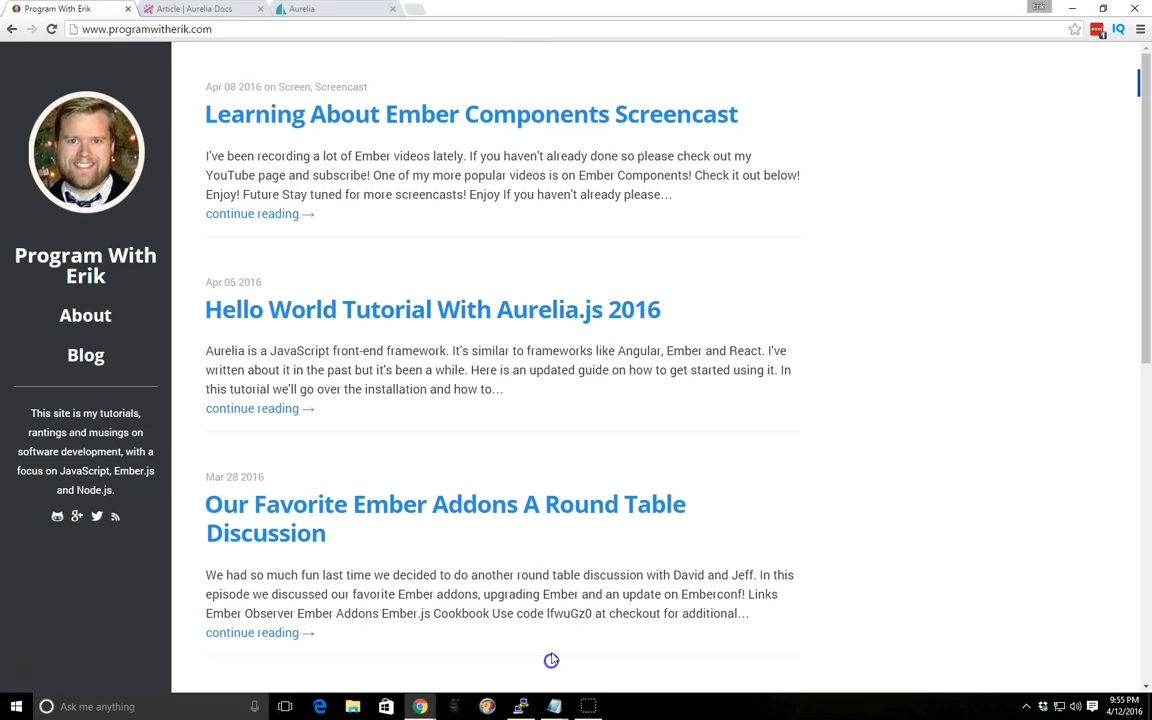 Program With Erik
Article | Aurelia Docs
Aurelia
Erik
www.programwitherik.com
Program With
Erik
About
Blog
This site is my tutorials,
rantings and musings on
software development, with a
focus on JavaScript, Ember.js
and Node.js.
Apr 08 2016 on Screen, Screencast
Learning About Ember Components Screencast
I've been recording a lot of Ember videos lately. If you haven't already done so please check out my
YouTube page and subscribe! One of my more popular videos is on Ember Components! Check it out below!
Enjoy! Future Stay tuned for more screencasts! Enjoy If you haven't already please…
continue reading →
Apr 05 2016
Hello World Tutorial With Aurelia.js 2016
Aurelia is a JavaScript front-end framework. It's similar to frameworks like Angular, Ember and React. I've
written about it in the past but it's been a while. Here is an updated guide on how to get started using it. In
this tutorial we'll go over the installation and how to…
continue reading →
Mar 28 2016
Our Favorite Ember Addons A Round Table
Discussion
We had so much fun last time we decided to do another round table discussion with David and Jeff. In this
episode we discussed our favorite Ember addons, upgrading Ember and an update on Emberconf! Links
Ember Observer Ember Addons Ember.js Cookbook Use code lfwuGz0 at checkout for additional…
continue reading →
Ask me anything
9:55 PM
4/12/2016